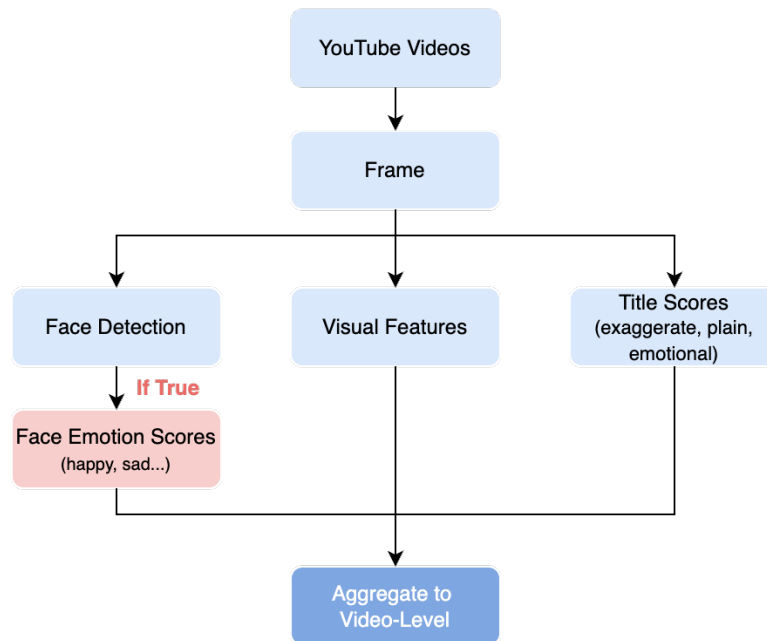 YouTube Videos
Frame
Face Detection
Visual Features
Title Scores
(exaggerate, plain,
emotional)
If True
Face Emotion Scores
(happy, sad...)
Aggregate to
Video-Level